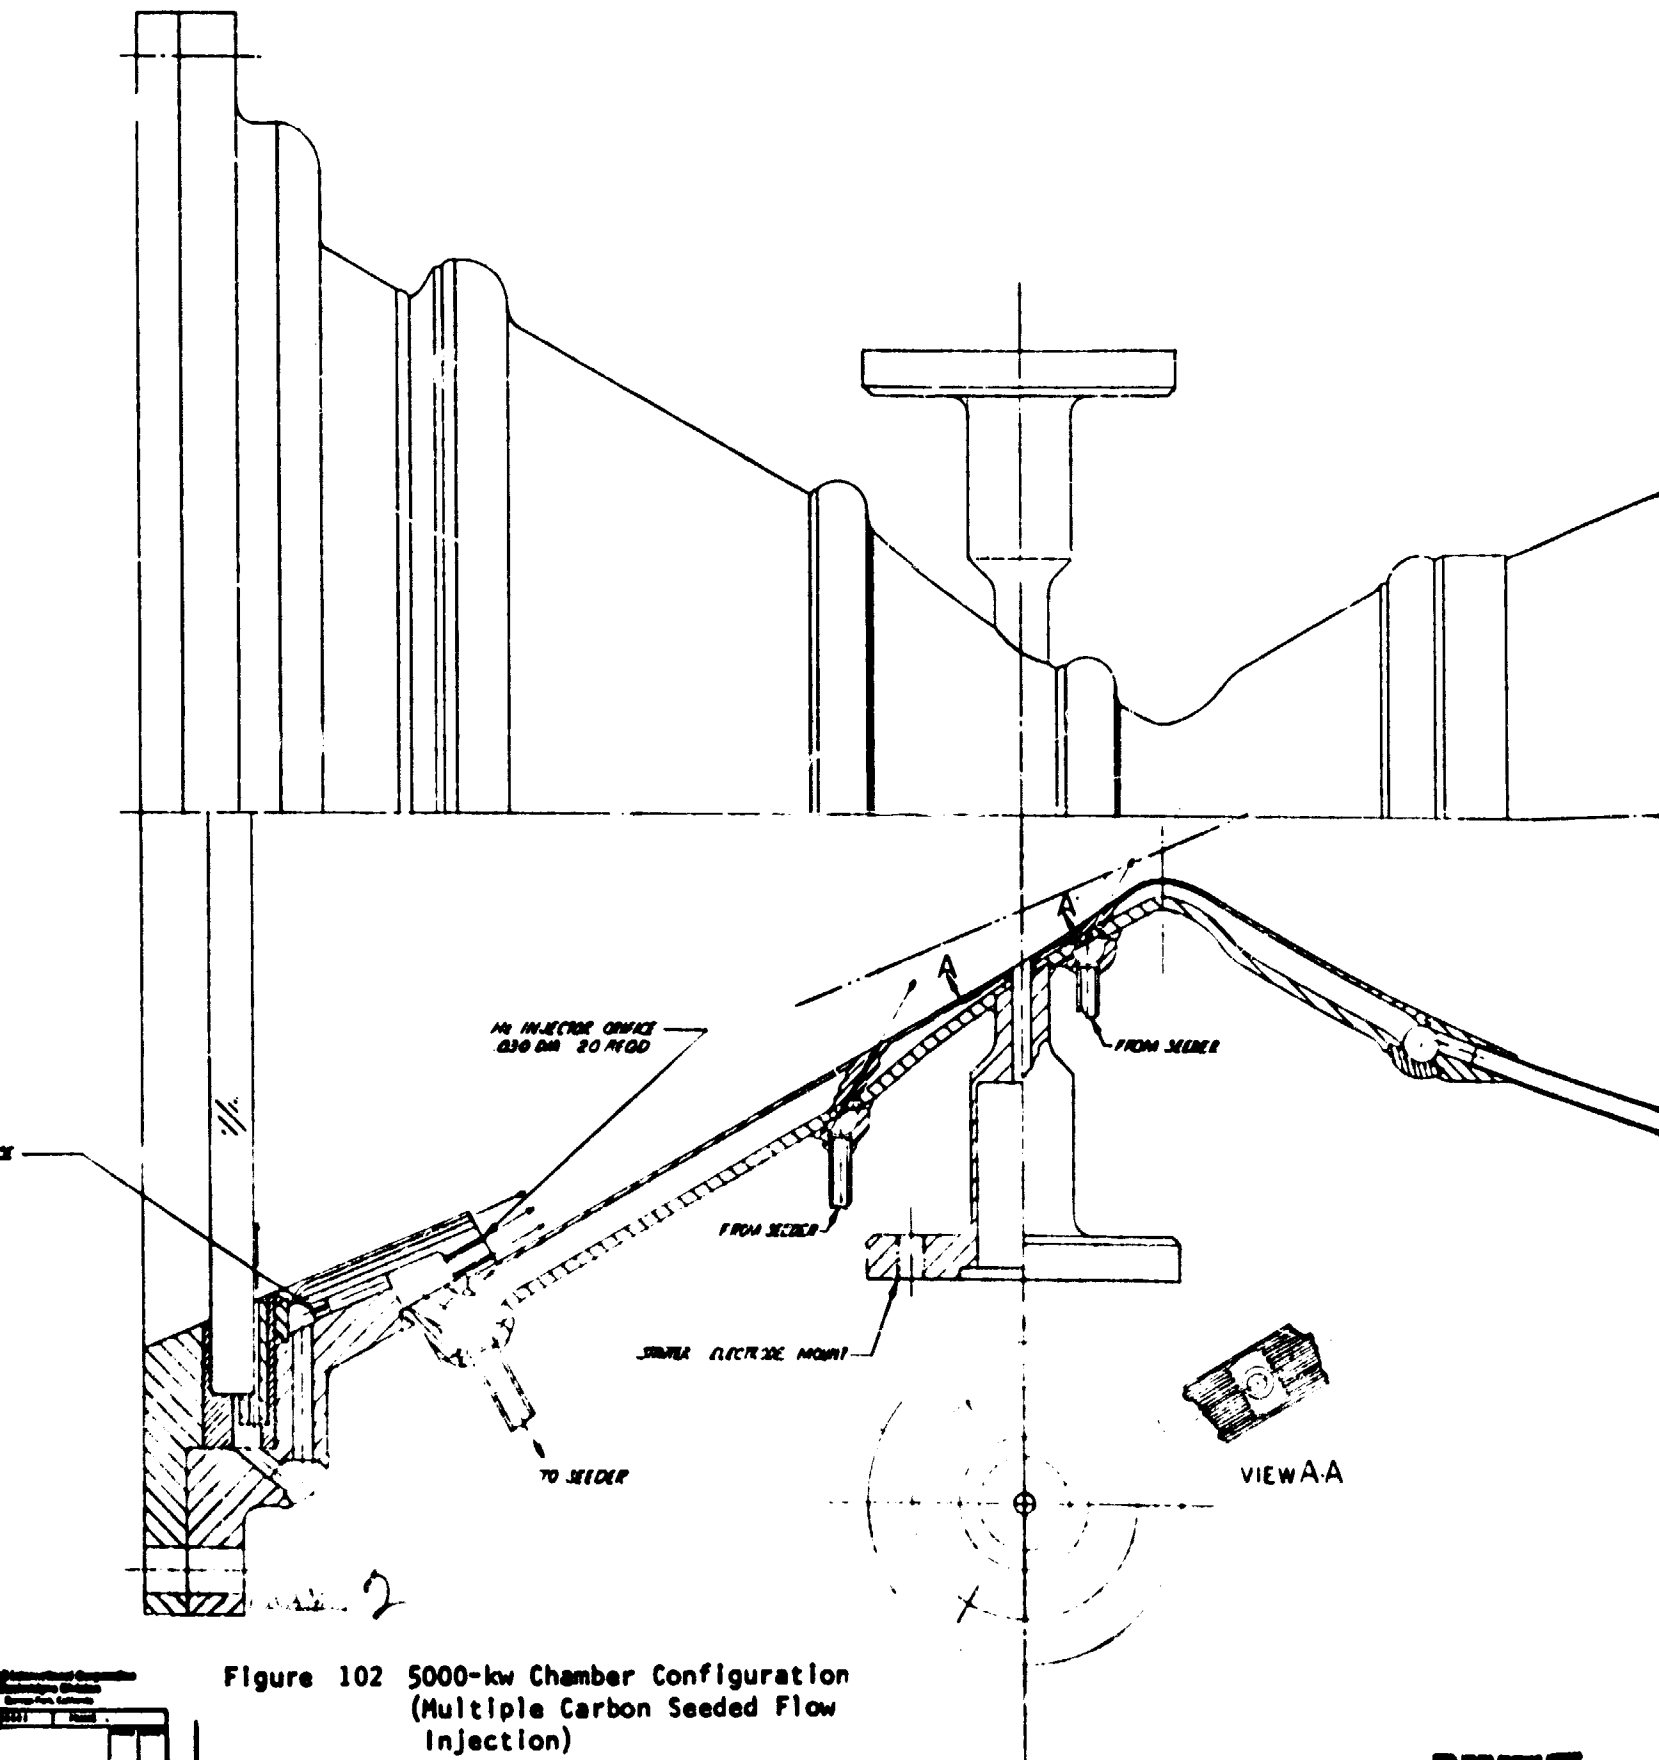 INJECTOR ORIFICE
.030 DIA 20 REQD
A
A
FROM SEEDER
FROM SEEDER
STARTER ELECTRODE MOUNT
TO SEEDER
VIEW A-A
2
Figure 102 5000-kw Chamber Configuration
(Multiple Carbon Seeded Flow
Injection)